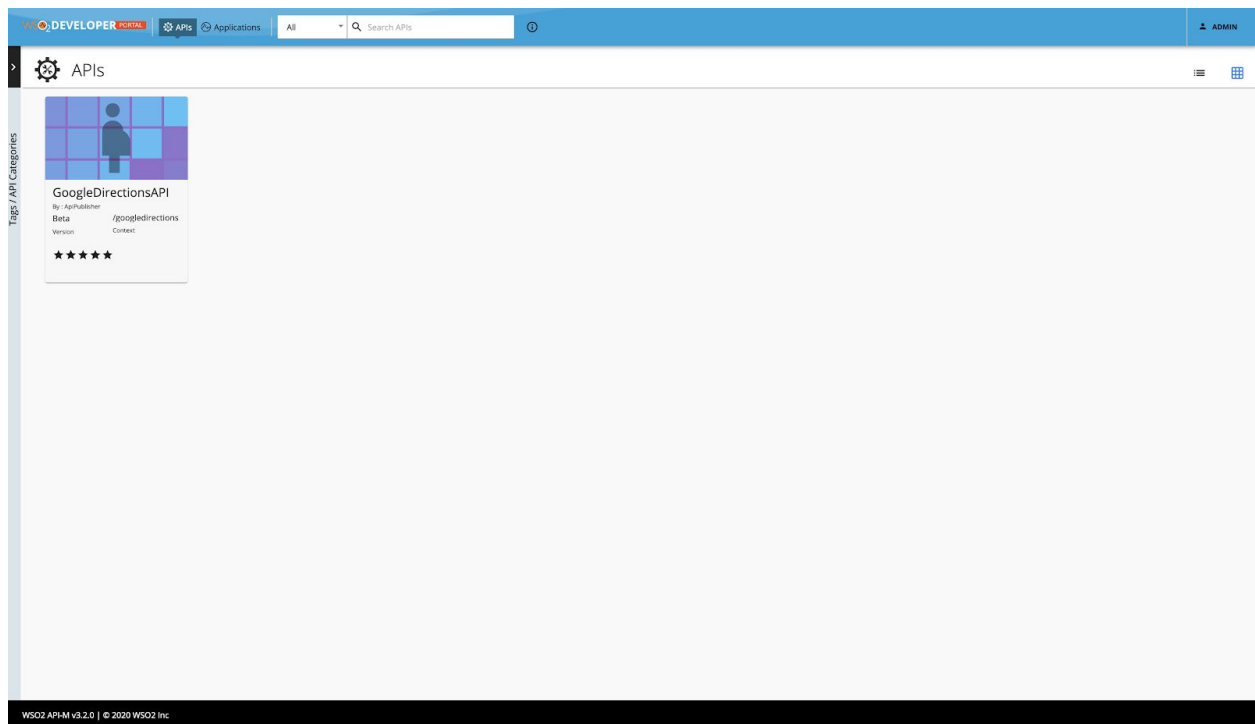 WSO2 DEVELOPER PORTAL APIs Applications All Search APIs ADMIN
APIs
Tags / API Categories
GoogleDirectionsAPI
By : ApiPublisher
Beta /googledirections
Version Context
WSO2 API-M v3.2.0 | © 2020 WSO2 Inc